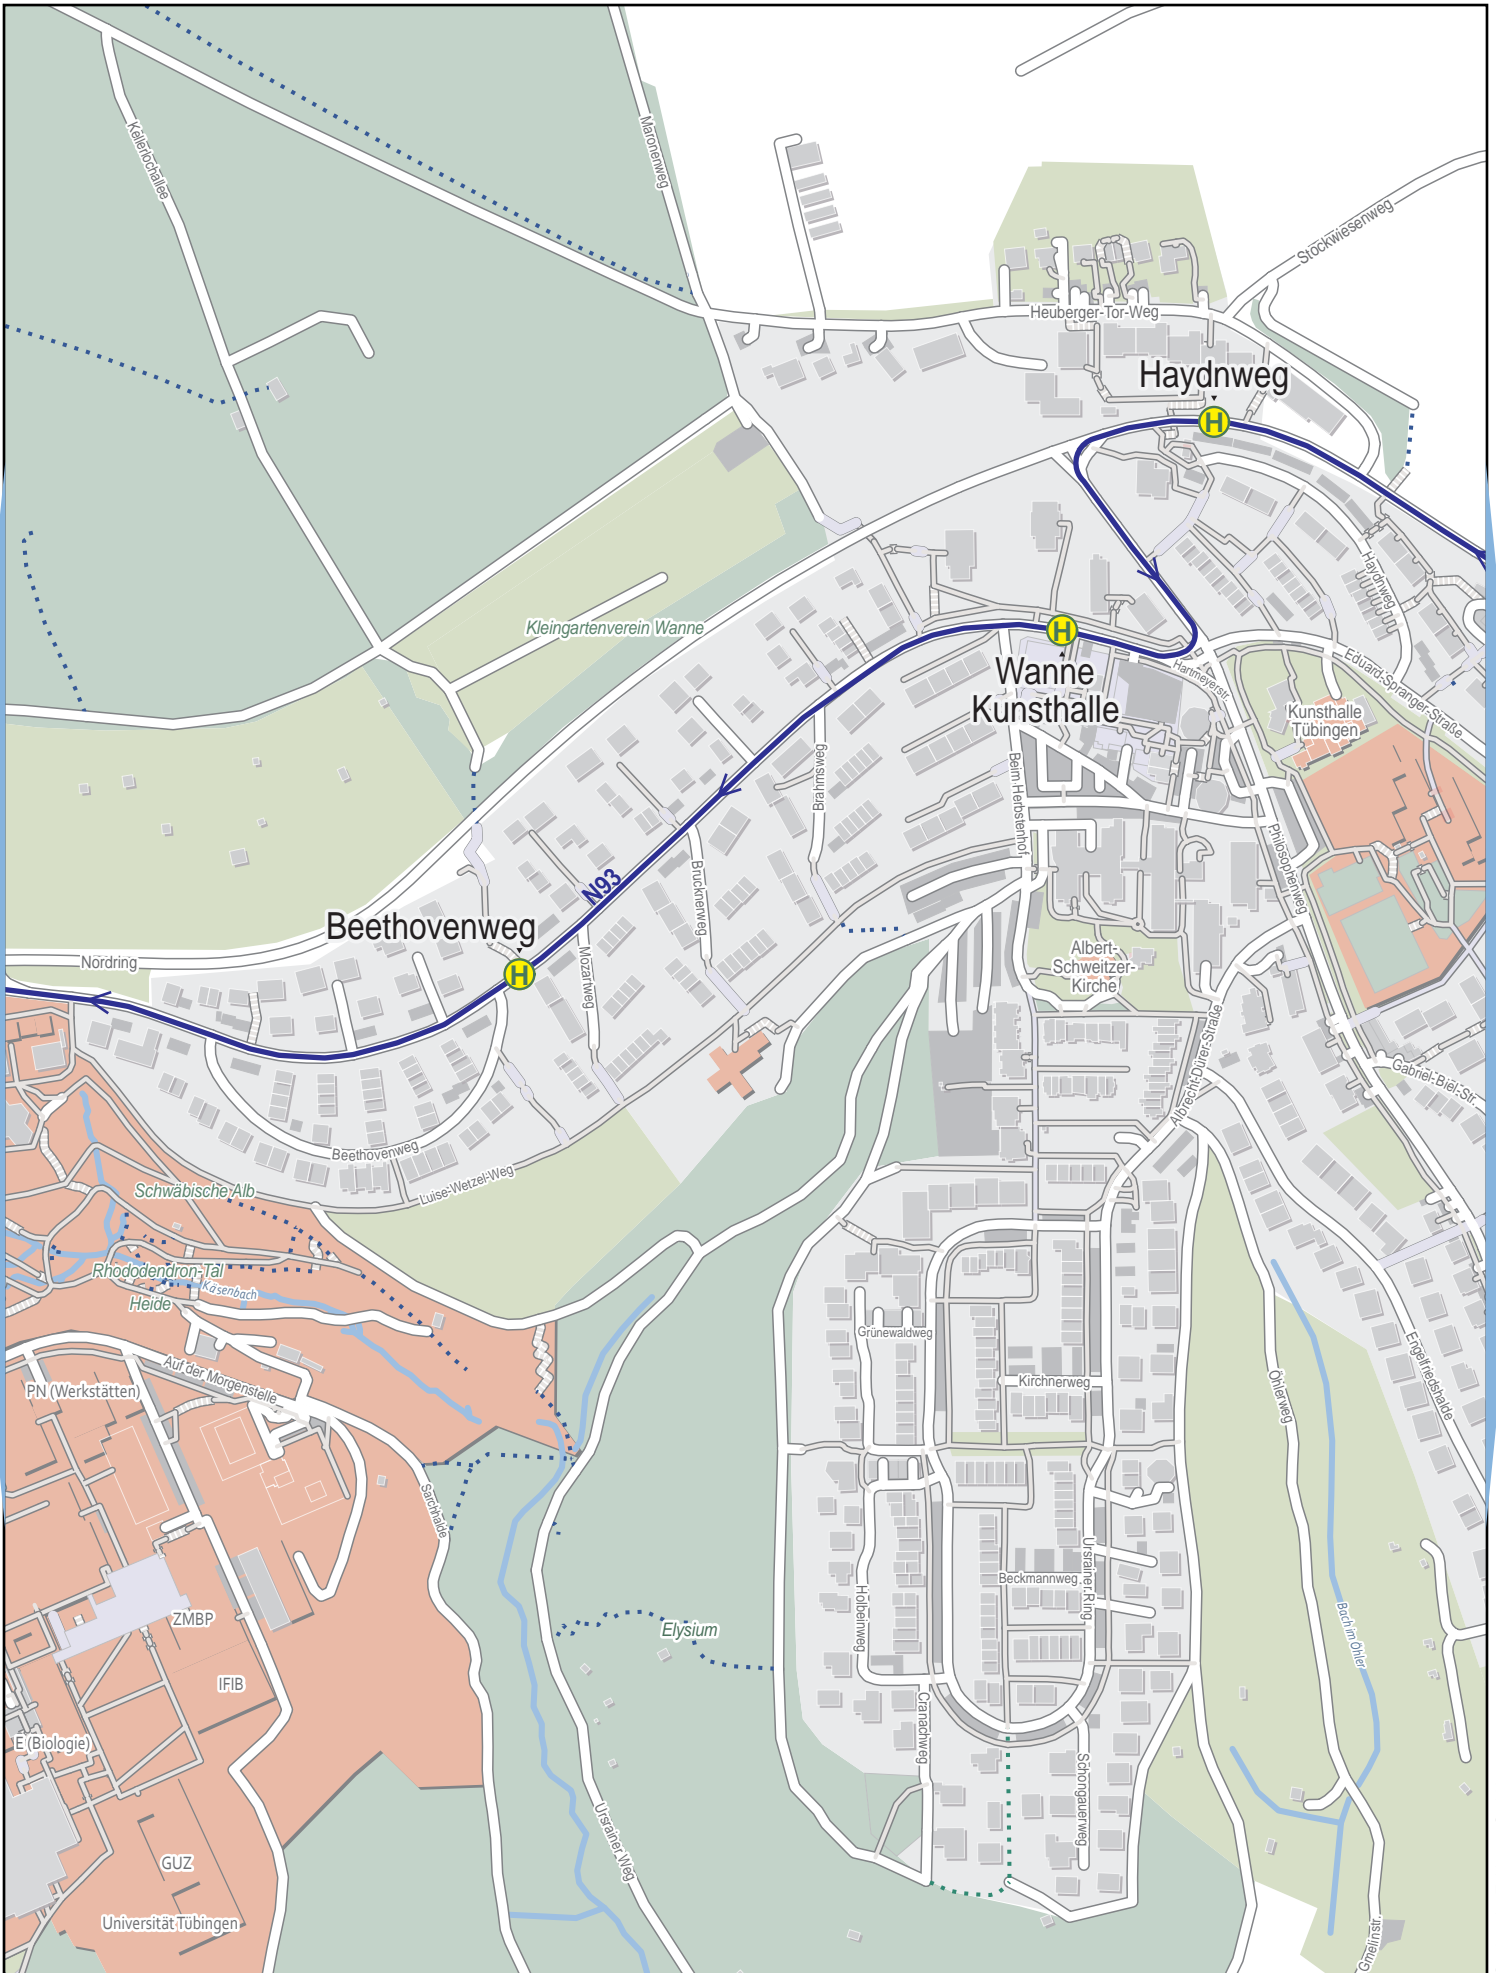 Kellerlochallee
Maronenweg
Stockwiesenweg
Heuberger-Tor-Weg
Haydnweg
H
Haydnweg
Kleingartenverein Wanne
H
Wanne
Kunsthalle
Hartmeyerstr.
Eduard-Spranger-Straße
Kunsthalle
Tübingen
Beim Herbstenhof
Brahmsweg
Philosophenweg
Brucknerweg
N93
Beethovenweg
H
Mozartweg
Nordring
Albert-
Schweitzer-
Kirche
Albrecht-Dürer-Straße
Gabriel-Biel-Str.
Beethovenweg
Luise-Wetzel-Weg
Schwäbische Alb
Rhododendron-Tal
Käsenbach
Heide
Grünewaldweg
Kirchnerweg
Engelfriedshalde
Öhlerweg
Auf der Morgenstelle
PN (Werkstätten)
Sarchhalde
Beckmannweg
Ursrainer Ring
Holbeinweg
Bach im Öhler
ZMBP
Elysium
IFIB
Cranachweg
Schongauerweg
E (Biologie)
Ursrainer Weg
GUZ
Universität Tübingen
Gmelinstr.